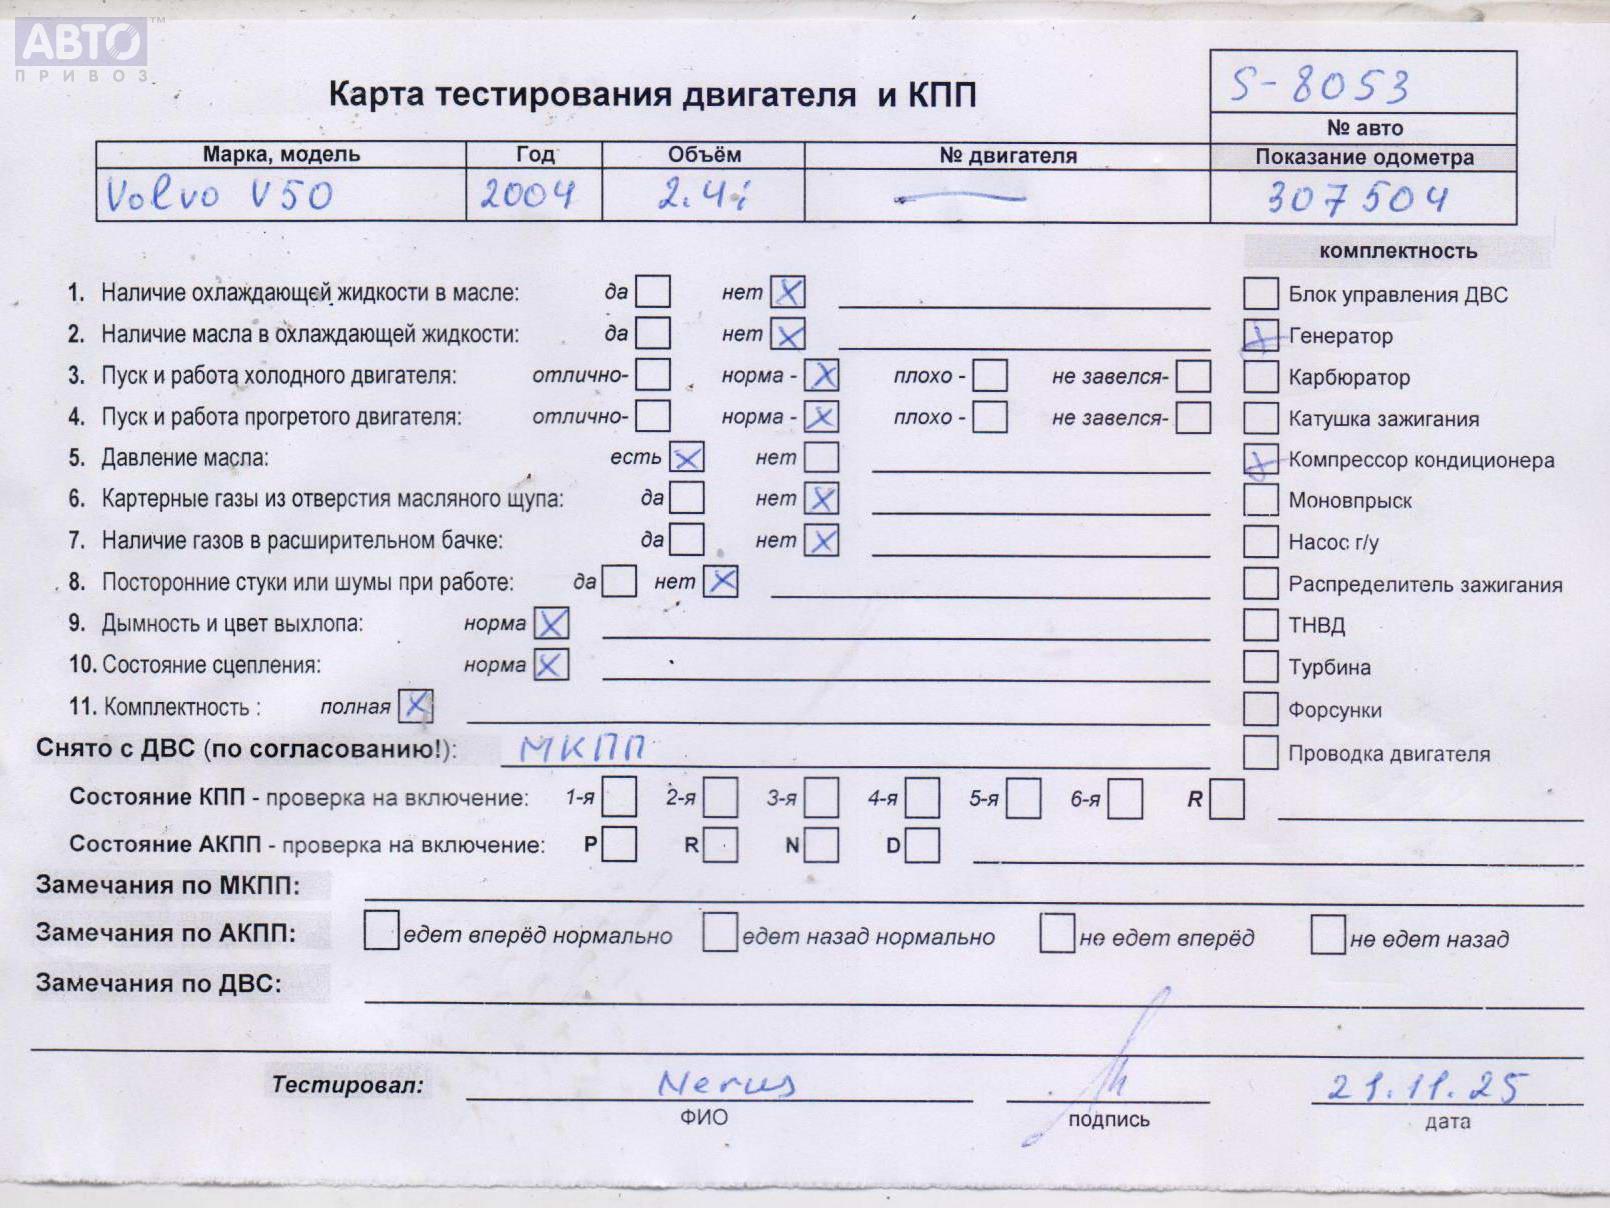 АВТО™
ПРИВОЗ
Карта тестирования двигателя и КПП
S-8053
№ авто
Марка, модель Год Объём № двигателя Показание одометра
Volvo V50 2004 2.4i — 307504
комплектность
1. Наличие охлаждающей жидкости в масле: да нет X Блок управления ДВС
2. Наличие масла в охлаждающей жидкости: да нет X X Генератор
3. Пуск и работа холодного двигателя: отлично- норма - X плохо - не завелся- Карбюратор
4. Пуск и работа прогретого двигателя: отлично- норма - X плохо - не завелся- Катушка зажигания
5. Давление масла: есть X нет X Компрессор кондиционера
6. Картерные газы из отверстия масляного щупа: да нет X Моновпрыск
7. Наличие газов в расширительном бачке: да нет X Насос г/у
8. Посторонние стуки или шумы при работе: да нет X Распределитель зажигания
9. Дымность и цвет выхлопа: норма X ТНВД
10. Состояние сцепления: норма X Турбина
11. Комплектность : полная X Форсунки
Снято с ДВС (по согласованию!): МКПП Проводка двигателя
Состояние КПП - проверка на включение: 1-я 2-я 3-я 4-я 5-я 6-я R
Состояние АКПП - проверка на включение: P R N D
Замечания по МКПП:
Замечания по АКПП: едет вперёд нормально едет назад нормально не едет вперёд не едет назад
Замечания по ДВС:
Тестировал: Nerus 21.11.25
ФИО подпись дата